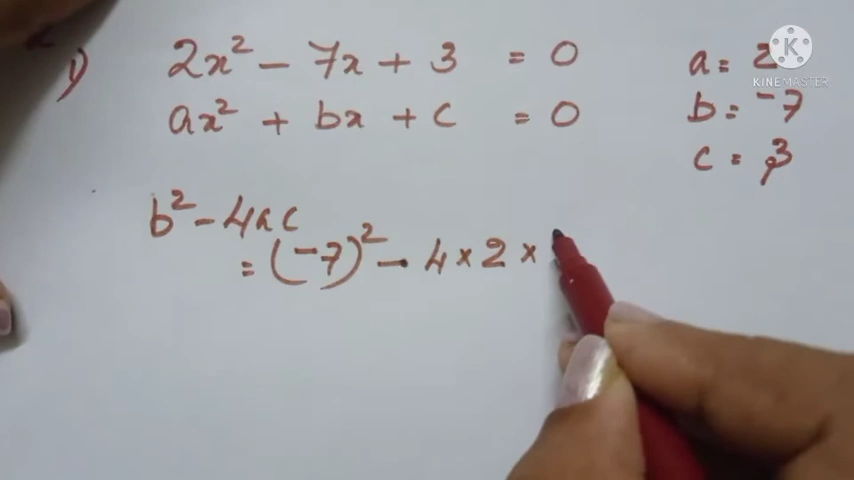 1) 2x² - 7x + 3 = 0
ax² + bx + c = 0
a = 2
b = -7
c = 3
b² - 4ac
= (-7)² - 4 × 2 ×
K
KINEMASTER